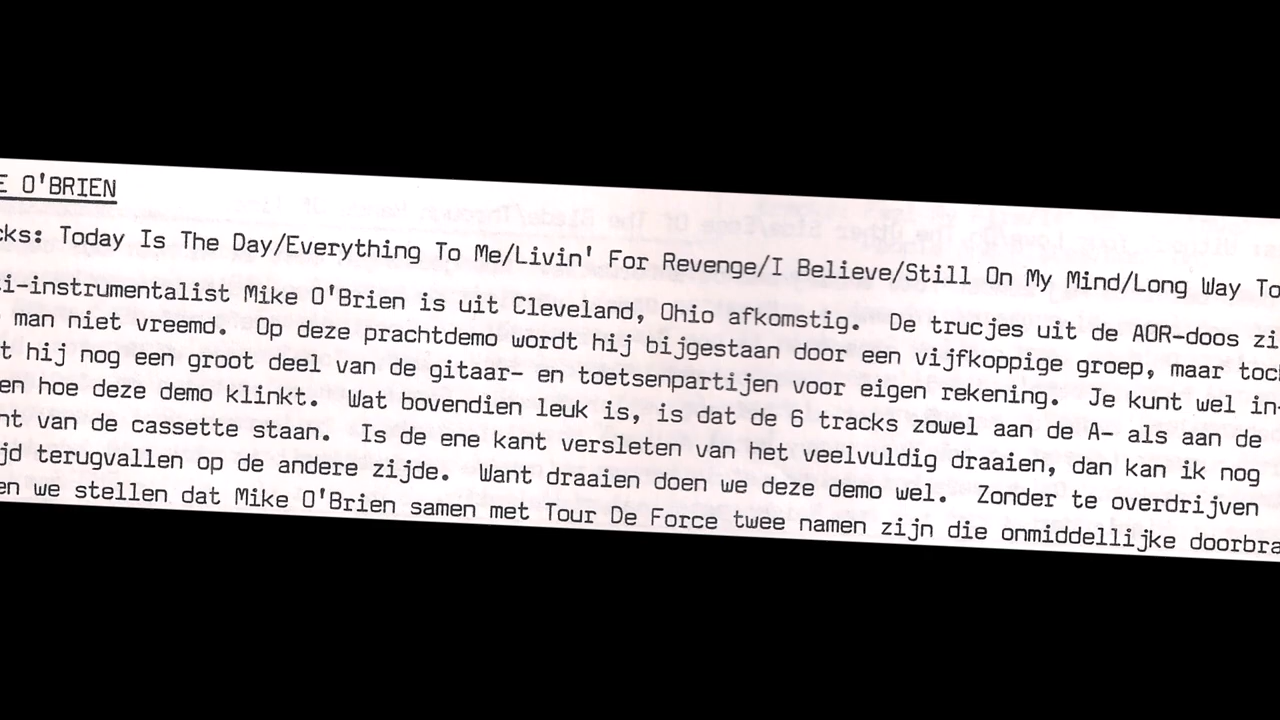 E O'BRIEN
cks: Today Is The Day/Everything To Me/Livin' For Revenge/I Believe/Still On My Mind/Long Way To
i-instrumentalist Mike O'Brien is uit Cleveland, Ohio afkomstig. De trucjes uit de AOR-doos zi
man niet vreemd. Op deze prachtdemo wordt hij bijgestaan door een vijfkoppige groep, maar toch
t hij nog een groot deel van de gitaar- en toetsenpartijen voor eigen rekening. Je kunt wel in
en hoe deze demo klinkt. Wat bovendien leuk is, is dat de 6 tracks zowel aan de A- als aan de
nt van de cassette staan. Is de ene kant versleten van het veelvuldig draaien, dan kan ik nog
jd terugvallen op de andere zijde. Want draaien doen we deze demo wel. Zonder te overdrijven
en we stellen dat Mike O'Brien samen met Tour De Force twee namen zijn die onmiddellijke doorbra